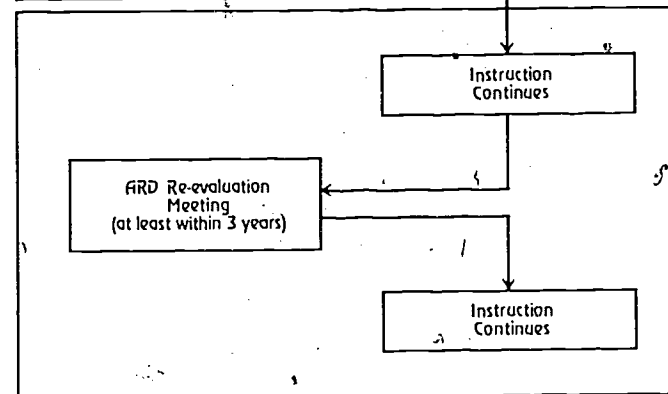 Instruction
Continues
ARD Re-evaluation
Meeting
(at least within 3 years)
Instruction
Continues